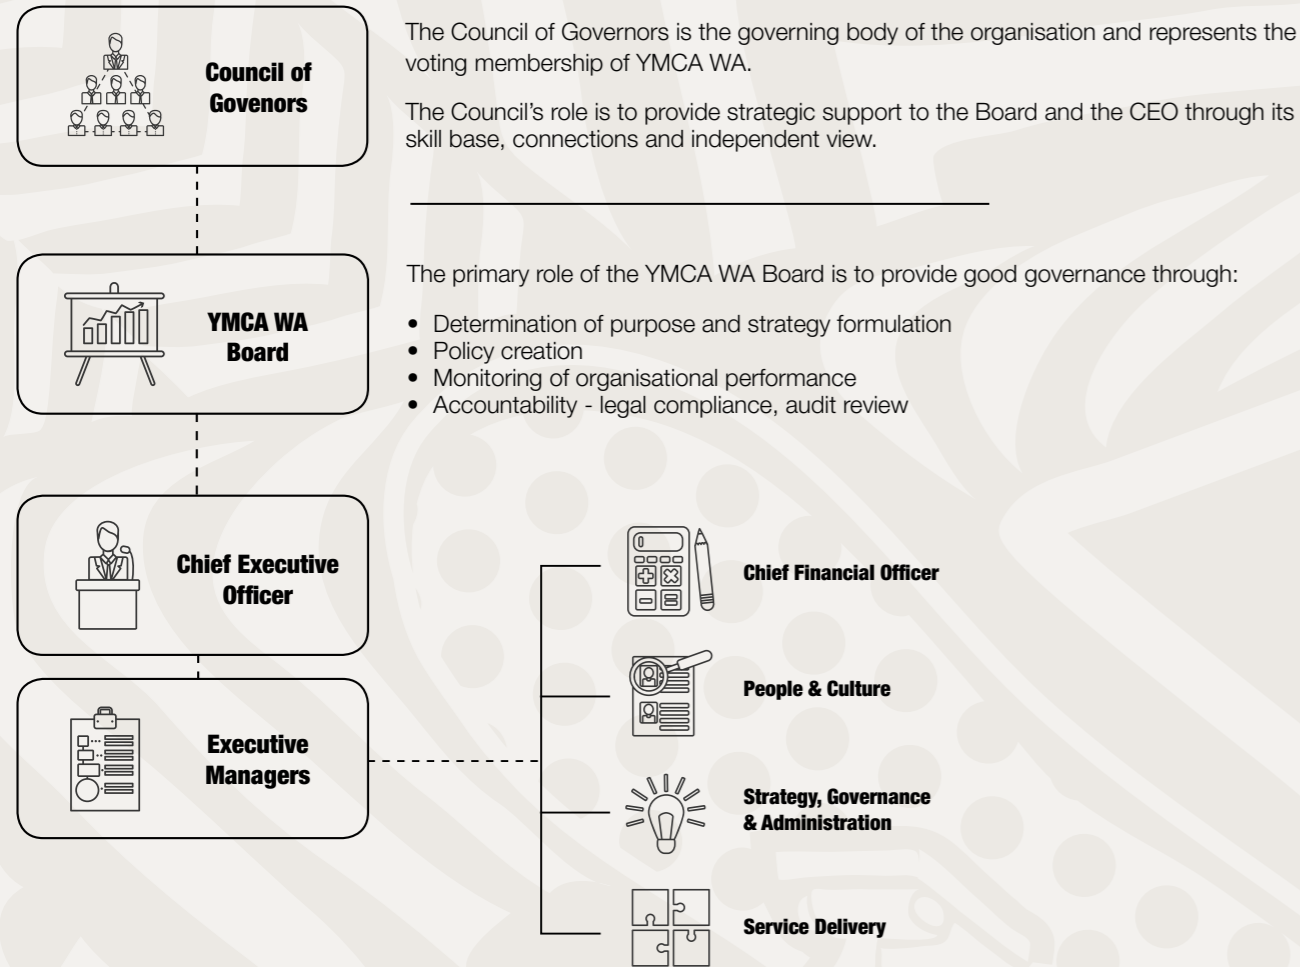 Council of
Govenors
The Council of Governors is the governing body of the organisation and represents the
voting membership of YMCA WA.
The Council's role is to provide strategic support to the Board and the CEO through its
skill base, connections and independent view.
YMCA WA
Board
The primary role of the YMCA WA Board is to provide good governance through:
• Determination of purpose and strategy formulation
• Policy creation
• Monitoring of organisational performance
• Accountability - legal compliance, audit review
Chief Executive
Officer
Executive
Managers
Chief Financial Officer
People & Culture
Strategy, Governance
& Administration
Service Delivery